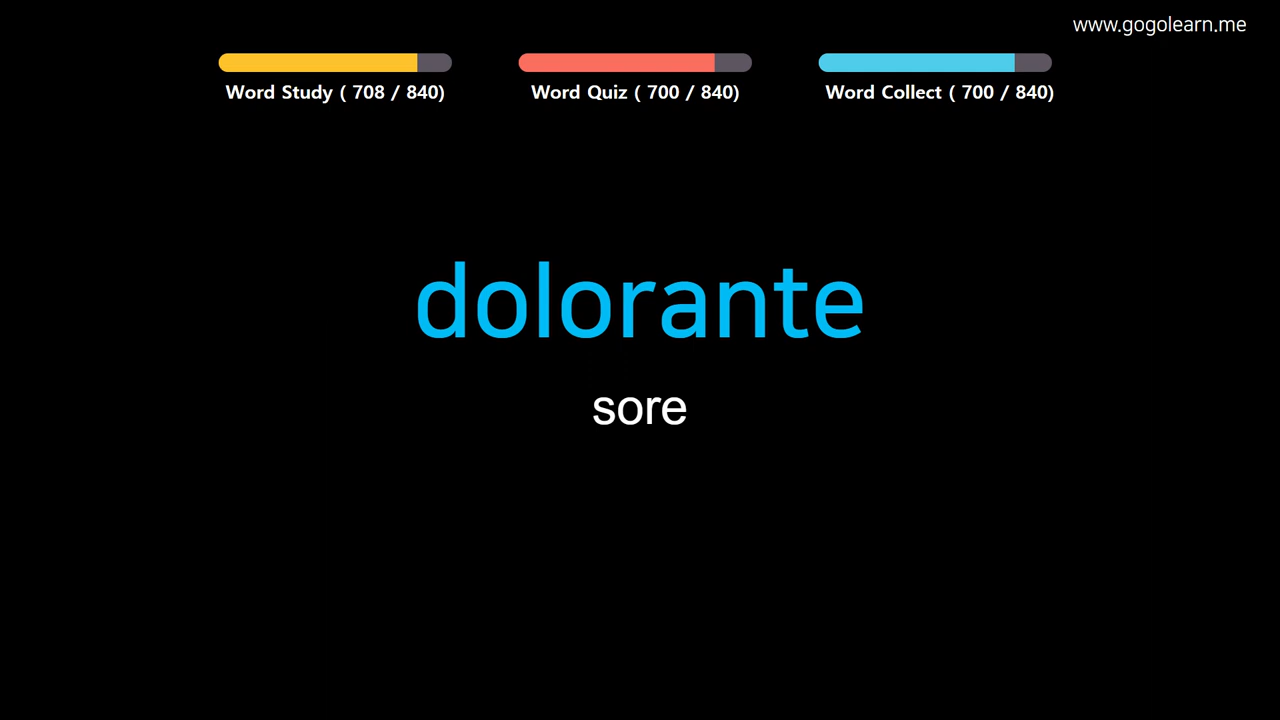 www.gogolearn.me
Word Study ( 708 / 840)
Word Quiz ( 700 / 840)
Word Collect ( 700 / 840)
dolorante
sore